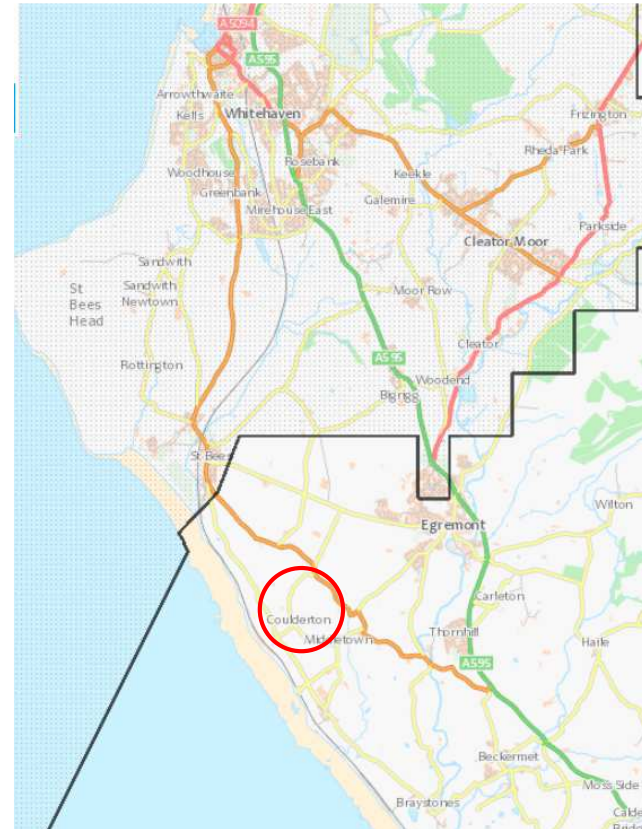 A5094
A595
Arrowthwaite
Kells
Whitehaven
Frizington
Rosebank
Rheda Park
Woodhouse
Keekle
Greenbank
Galemire
Mirehouse East
Parkside
Cleator Moor
Sandwith
St
Bees
Head
Sandwith
Newtown
Moor Row
Cleator
Rottington
A595
Woodend
Bigrigg
St Bees
Wilton
Egremont
Carleton
Coulderton
Middletown
Thornhill
Haile
A595
Beckermet
Moss Side
Braystones
Calde
Bridg